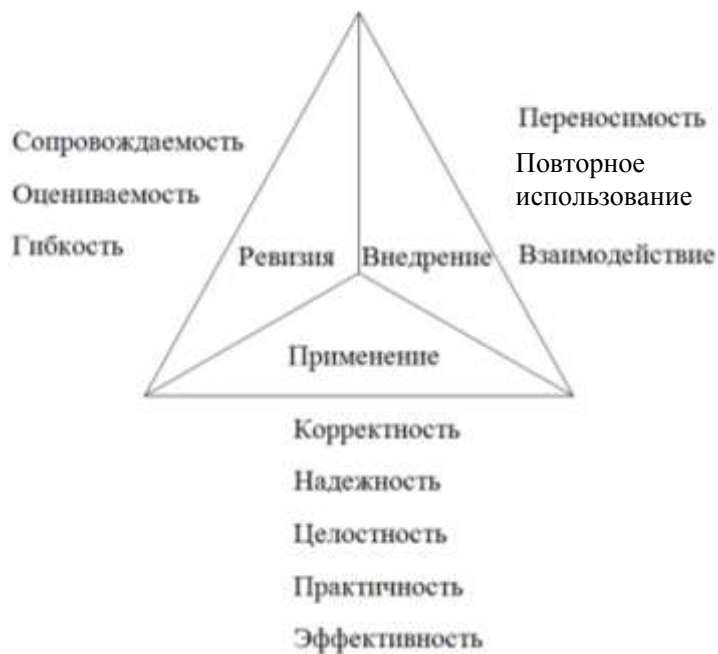 Сопровождаемость
Оцениваемость
Гибкость
Переносимость
Повторное
использование
Взаимодействие
Ревизия
Внедрение
Применение
Корректность
Надежность
Целостность
Практичность
Эффективность